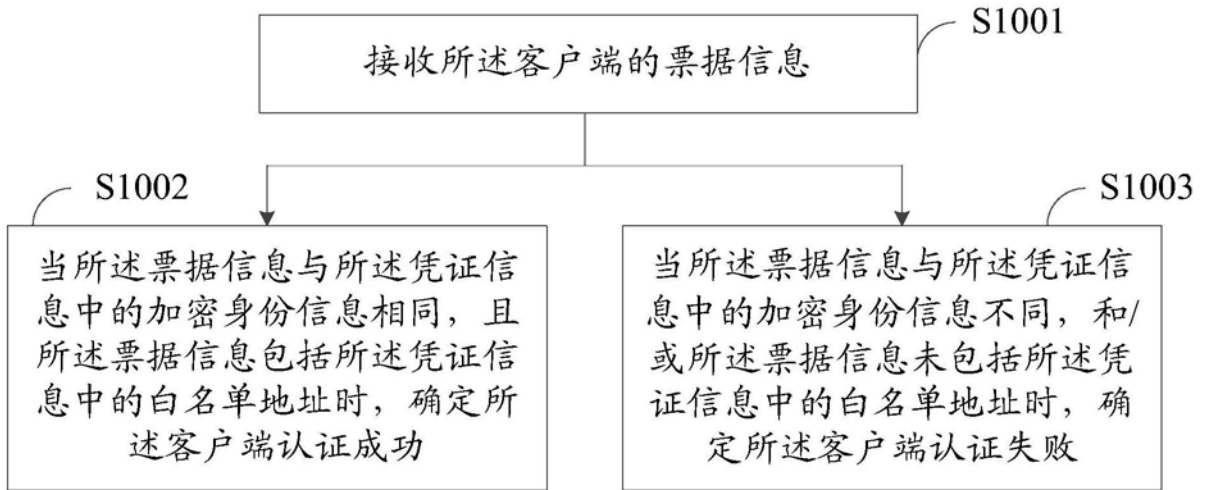 S1001
接收所述客户端的票据信息
S1002
当所述票据信息与所述凭证信
息中的加密身份信息相同，且
所述票据信息包括所述凭证信
息中的白名单地址时，确定所
述客户端认证成功
S1003
当所述票据信息与所述凭证信
息中的加密身份信息不同，和/
或所述票据信息未包括所述凭
证信息中的白名单地址时，确
定所述客户端认证失败